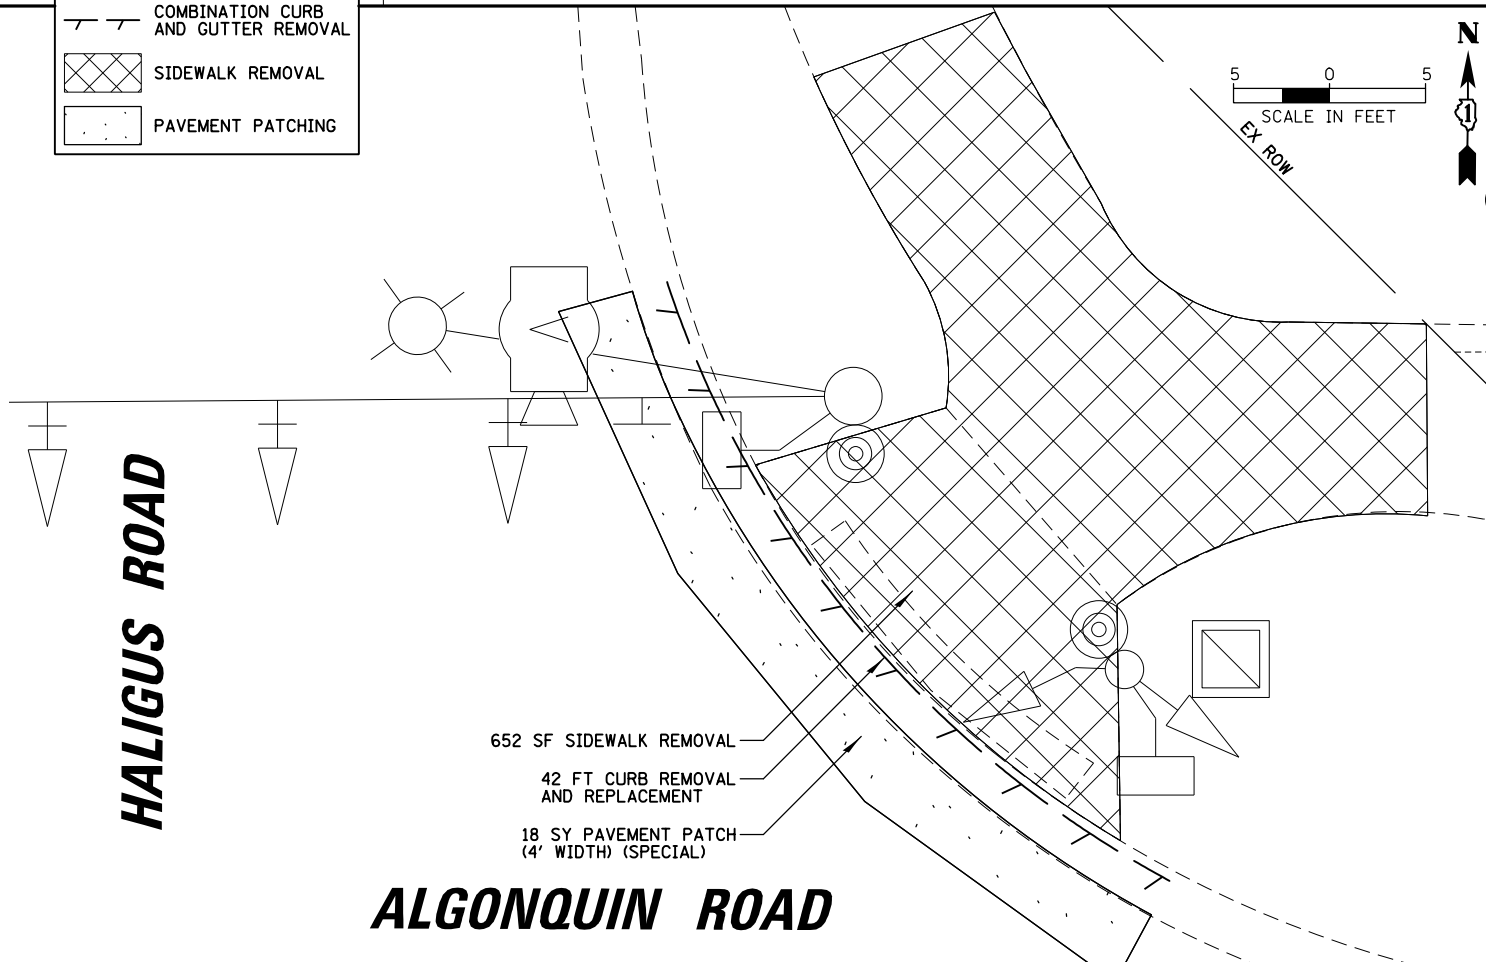 COMBINATION CURB
AND GUTTER REMOVAL
SIDEWALK REMOVAL
PAVEMENT PATCHING
N
5 0 5
SCALE IN FEET
1
EX ROW
HALIGUS ROAD
652 SF SIDEWALK REMOVAL
42 FT CURB REMOVAL
AND REPLACEMENT
18 SY PAVEMENT PATCH
(4' WIDTH) (SPECIAL)
ALGONQUIN ROAD